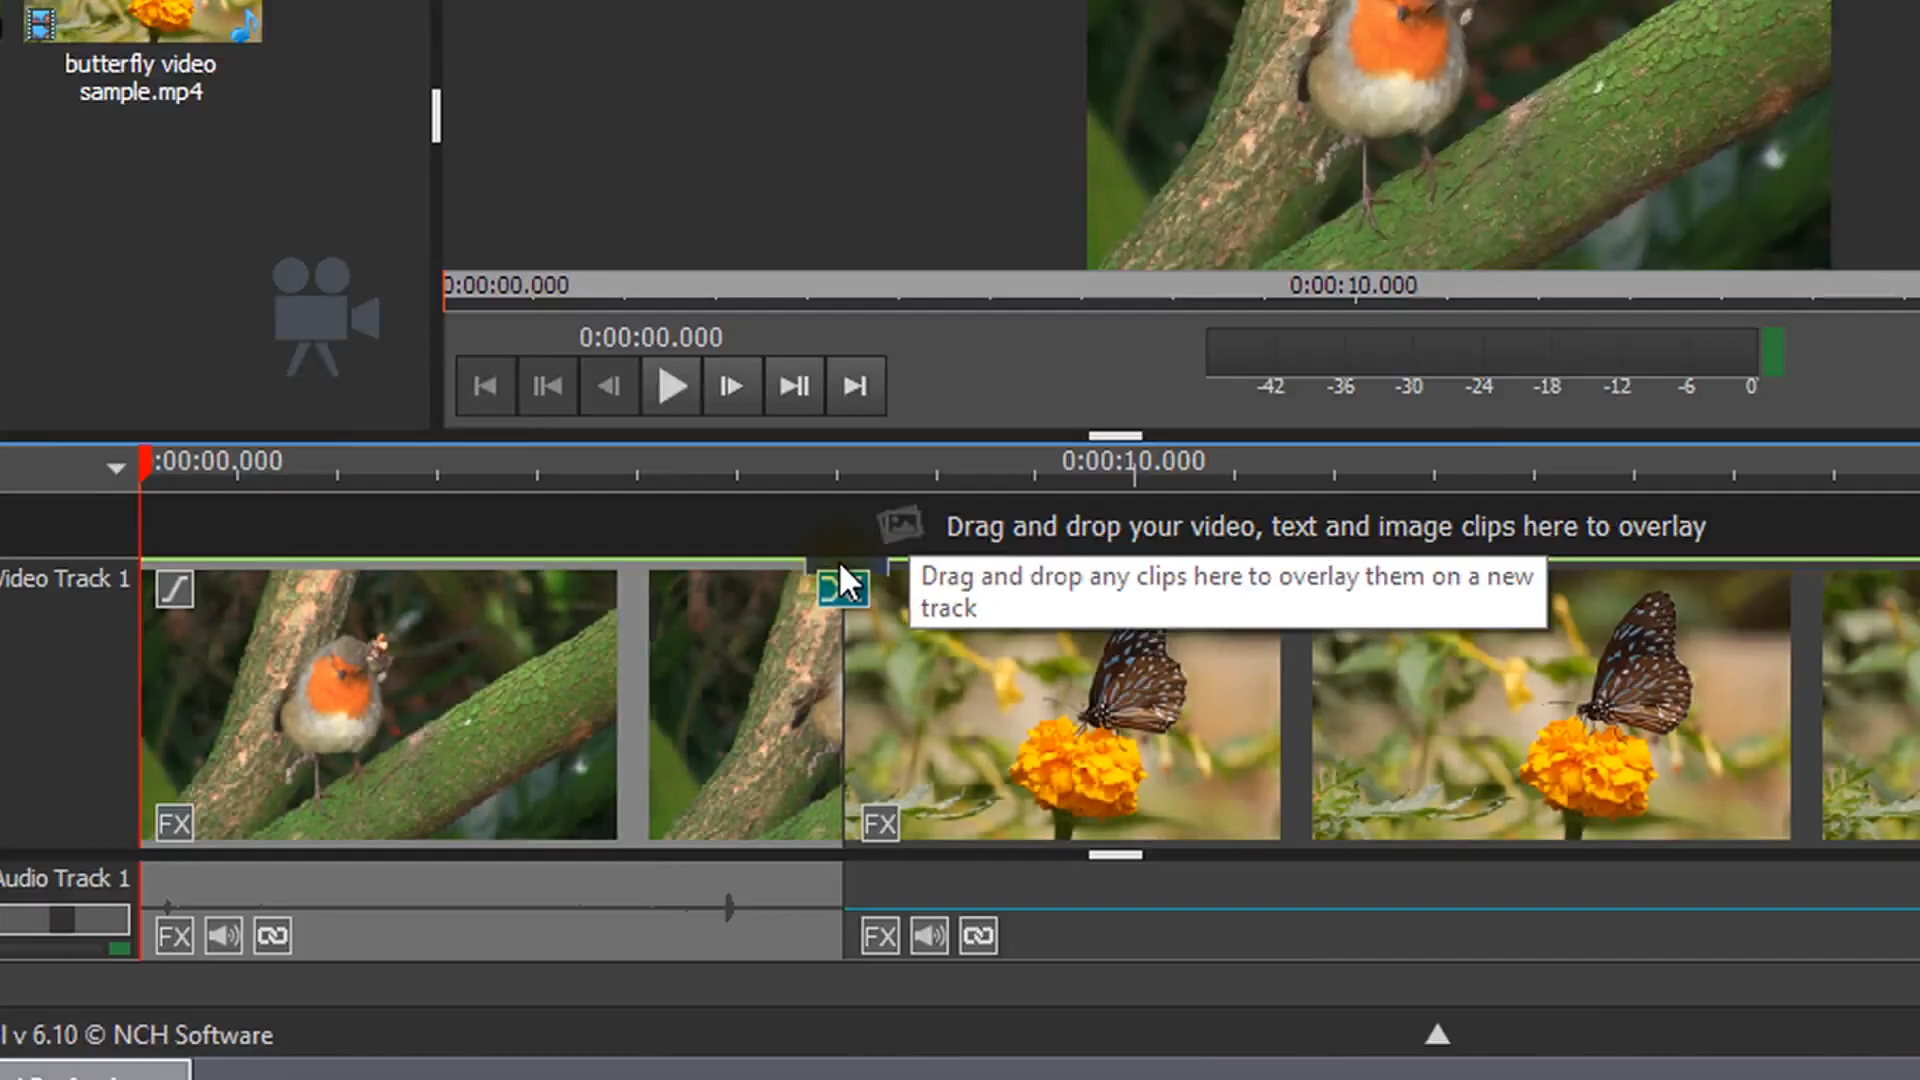 butterfly video
sample.mp4
0:00:00.000
0:00:10.000
0:00:00.000
-42 -36 -30 -24 -18 -12 -6 0
:00:00.000
0:00:10.000
Drag and drop your video, text and image clips here to overlay
Video Track 1
Drag and drop any clips here to overlay them on a new
track
FX
FX
Audio Track 1
FX
FX
l v 6.10 © NCH Software